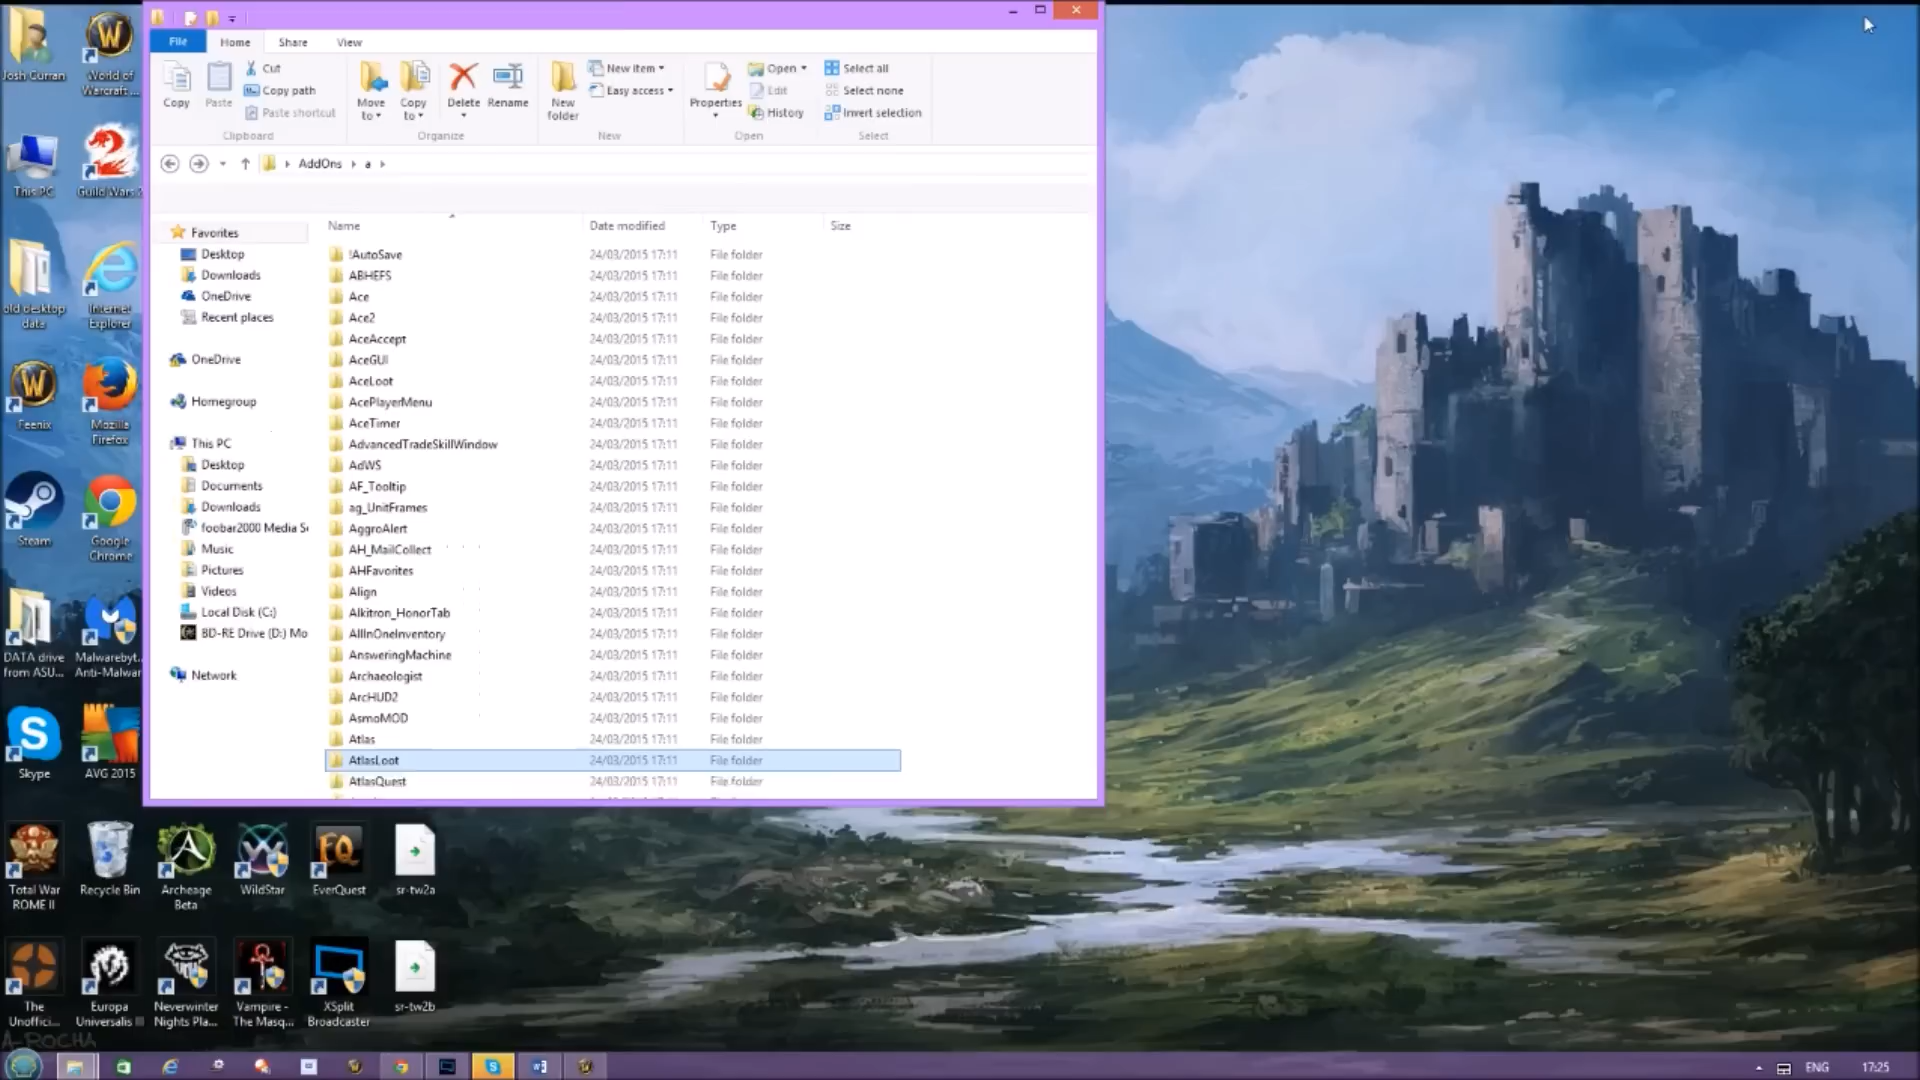 File Home Share View
Copy
Paste
Cut
Copy path
Paste shortcut
Clipboard
Move to
Copy to
Delete
Rename
Organize
New folder
New item
Easy access
New
Properties
Open
Edit
History
Open
Select all
Select none
Invert selection
Select
AddOns a
Favorites
Desktop
Downloads
OneDrive
Recent places
OneDrive
Homegroup
This PC
Desktop
Documents
Downloads
foobar2000 Media Se
Music
Pictures
Videos
Local Disk (C:)
BD-RE Drive (D:) Mo
Network
Name Date modified Type Size
!AutoSave 24/03/2015 17:11 File folder
ABHEFS 24/03/2015 17:11 File folder
Ace 24/03/2015 17:11 File folder
Ace2 24/03/2015 17:11 File folder
AceAccept 24/03/2015 17:11 File folder
AceGUI 24/03/2015 17:11 File folder
AceLoot 24/03/2015 17:11 File folder
AcePlayerMenu 24/03/2015 17:11 File folder
AceTimer 24/03/2015 17:11 File folder
AdvancedTradeSkillWindow 24/03/2015 17:11 File folder
AdWS 24/03/2015 17:11 File folder
AF_Tooltip 24/03/2015 17:11 File folder
ag_UnitFrames 24/03/2015 17:11 File folder
AggroAlert 24/03/2015 17:11 File folder
AH_MailCollect 24/03/2015 17:11 File folder
AHFavorites 24/03/2015 17:11 File folder
Align 24/03/2015 17:11 File folder
Alkitron_HonorTab 24/03/2015 17:11 File folder
AllInOneInventory 24/03/2015 17:11 File folder
AnsweringMachine 24/03/2015 17:11 File folder
Archaeologist 24/03/2015 17:11 File folder
ArcHUD2 24/03/2015 17:11 File folder
AsmoMOD 24/03/2015 17:11 File folder
Atlas 24/03/2015 17:11 File folder
AtlasLoot 24/03/2015 17:11 File folder
AtlasQuest 24/03/2015 17:11 File folder
Josh Curran
World of
Warcraft ...
This PC
Guild Wars 2
old desktop
data
Internet
Explorer
Feenix
Mozilla
Firefox
Steam
Google
Chrome
DATA drive
from ASU...
Malwarebyt...
Anti-Malwar
Skype
AVG 2015
Total War
ROME II
Recycle Bin
Archeage
Beta
WildStar
EverQuest
sr-tw2a
The
Unoffici...
Europa
Universalis III
Neverwinter
Nights Pla...
Vampire -
The Masq...
XSplit
Broadcaster
sr-tw2b
A-ROCHA
ENG 17:25